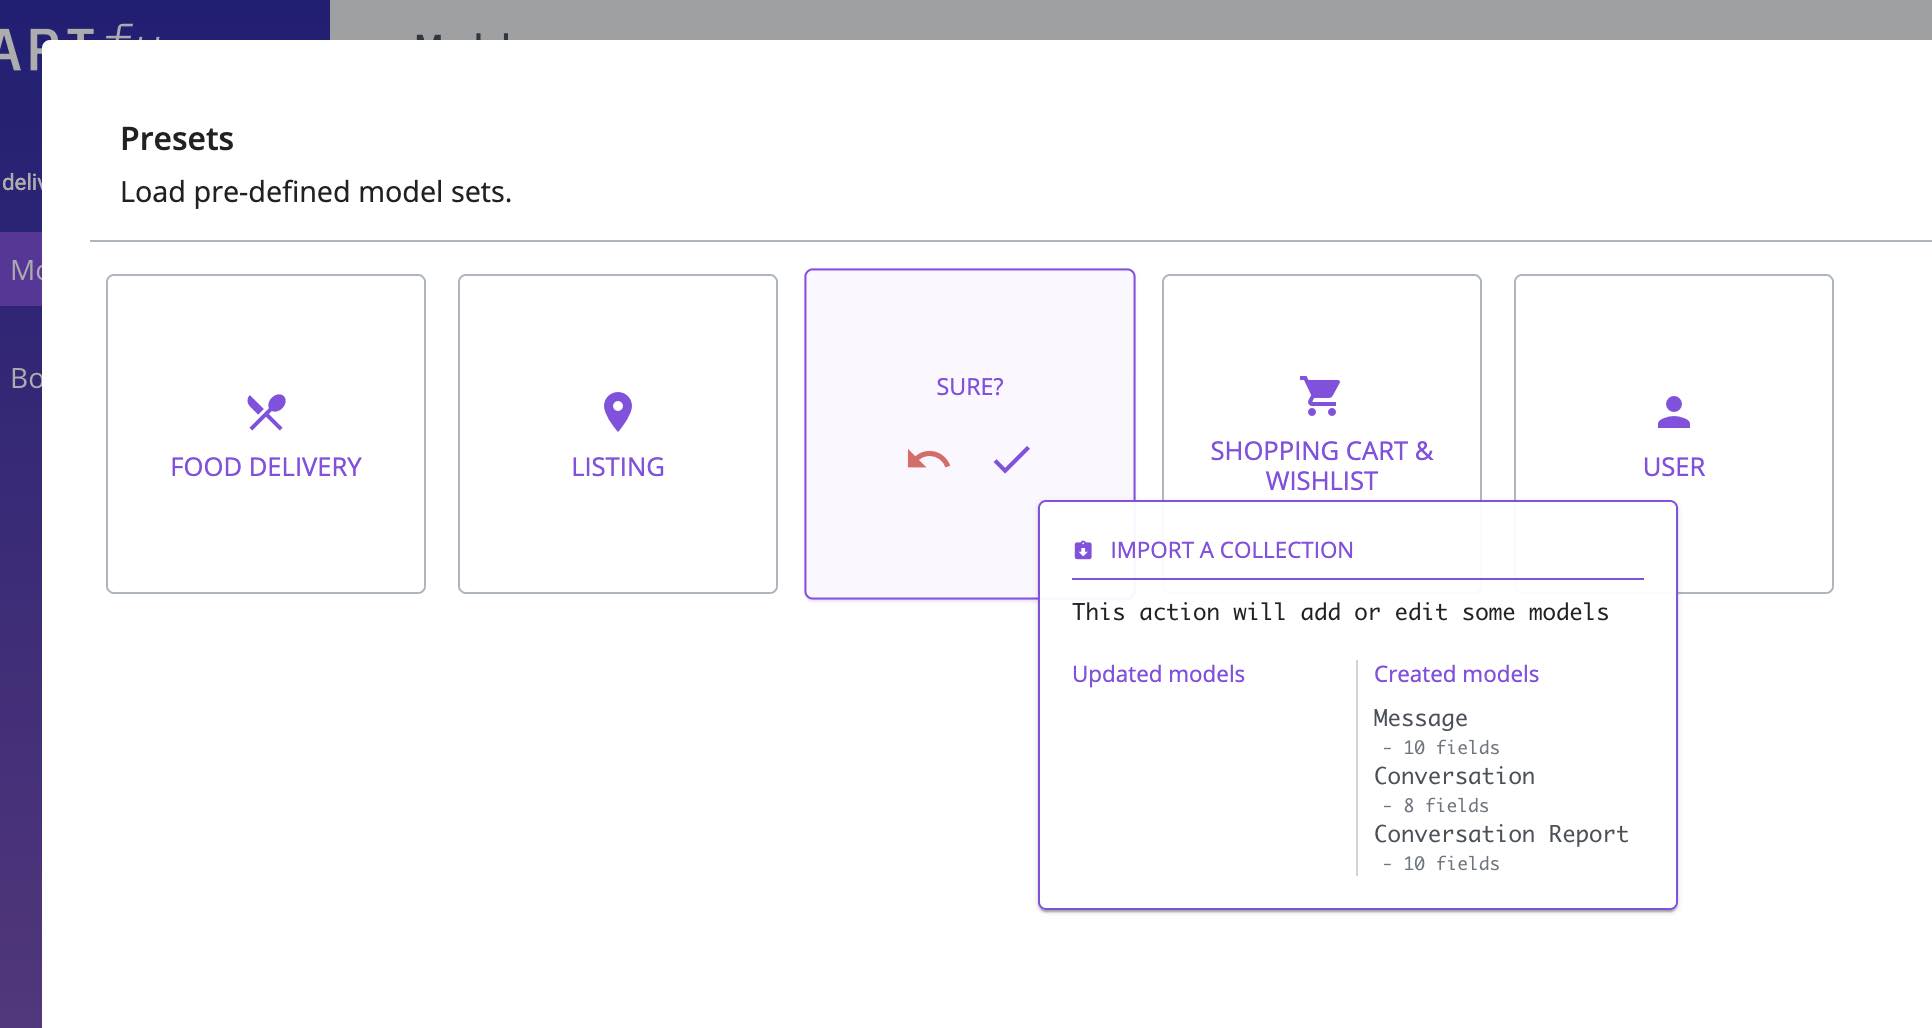 Presets
Load pre-defined model sets.
FOOD DELIVERY
LISTING
SURE?
SHOPPING CART &
WISHLIST
USER
IMPORT A COLLECTION
This action will add or edit some models
Updated models
Created models
Message
- 10 fields
Conversation
- 8 fields
Conversation Report
- 10 fields